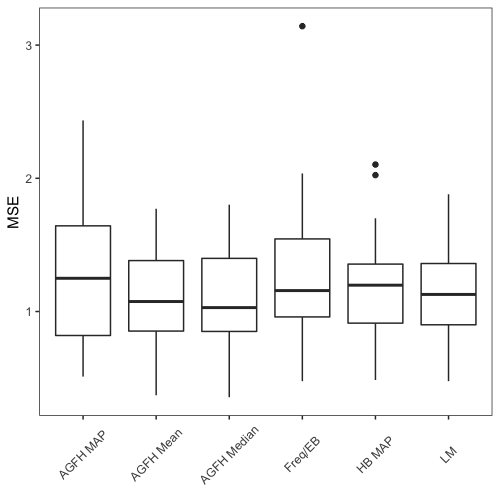 MSE
3
2
1
AGFH MAP
AGFH Mean
AGFH Median
Freq/EB
HB MAP
LM